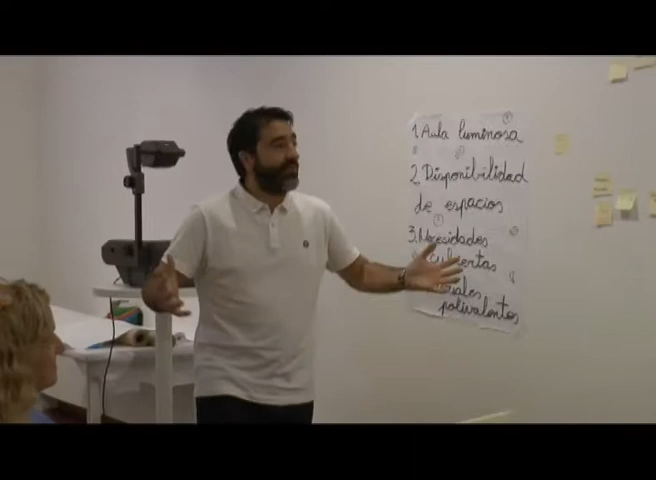 1. Aula luminosa
2. Disponibilidad
de espacios
3. Necesidades
polivalentes